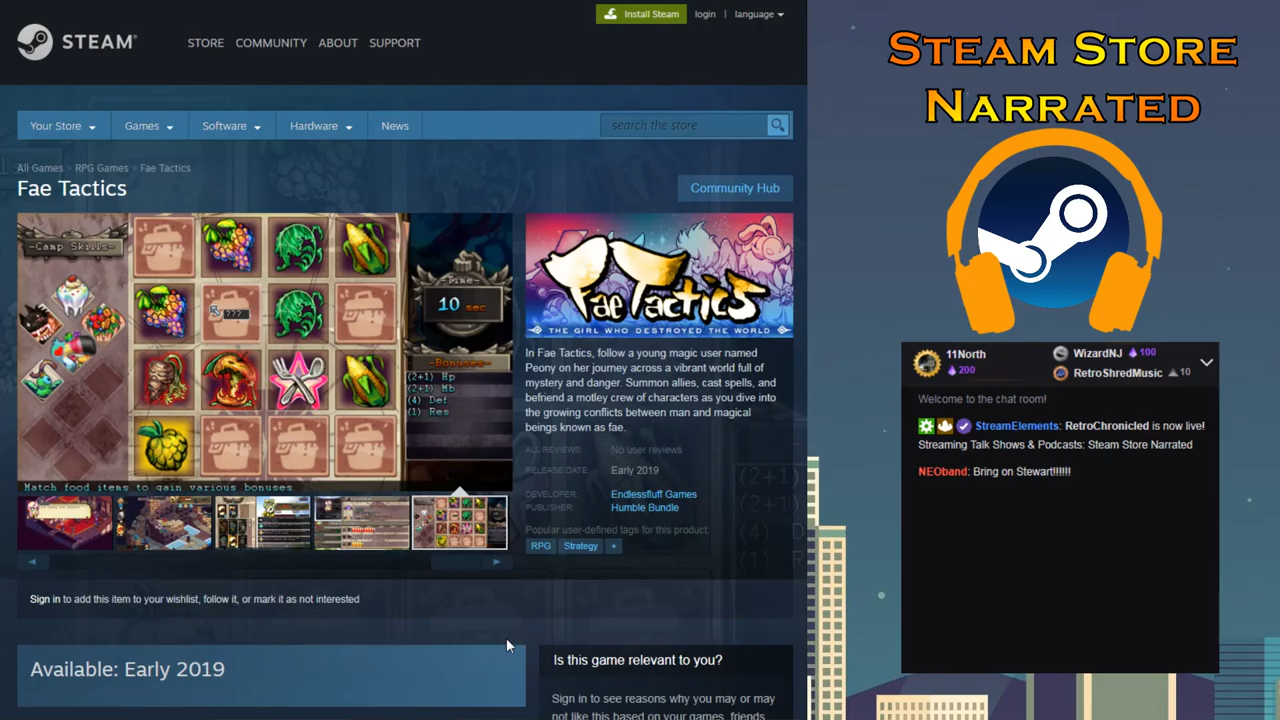 Install Steam login | language
STEAM
STORE COMMUNITY ABOUT SUPPORT
Your Store Games Software Hardware News search the store
All Games > RPG Games > Fae Tactics
Fae Tactics
Community Hub
-Camp Skills-
-Time-
10 sec
???
-Bonuses-
(2+1) Hp
(2+1) Mb
(4) Def
(1) Res
Match food items to gain various bonuses
Fae Tactics
THE GIRL WHO DESTROYED THE WORLD
In Fae Tactics, follow a young magic user named
Peony on her journey across a vibrant world full of
mystery and danger. Summon allies, cast spells, and
befriend a motley crew of characters as you dive into
the growing conflicts between man and magical
beings known as fae.
ALL REVIEWS: No user reviews
RELEASE DATE: Early 2019
DEVELOPER: Endlessfluff Games
PUBLISHER: Humble Bundle
Popular user-defined tags for this product:
RPG Strategy +
Sign in to add this item to your wishlist, follow it, or mark it as not interested
Available: Early 2019
Is this game relevant to you?
Sign in to see reasons why you may or may
not like this based on your games, friends,
STEAM STORE
NARRATED
11North
200
WizardNJ 100
RetroShredMusic 10
Welcome to the chat room!
StreamElements: RetroChronicled is now live!
Streaming Talk Shows & Podcasts: Steam Store Narrated
NEOband: Bring on Stewart!!!!!!